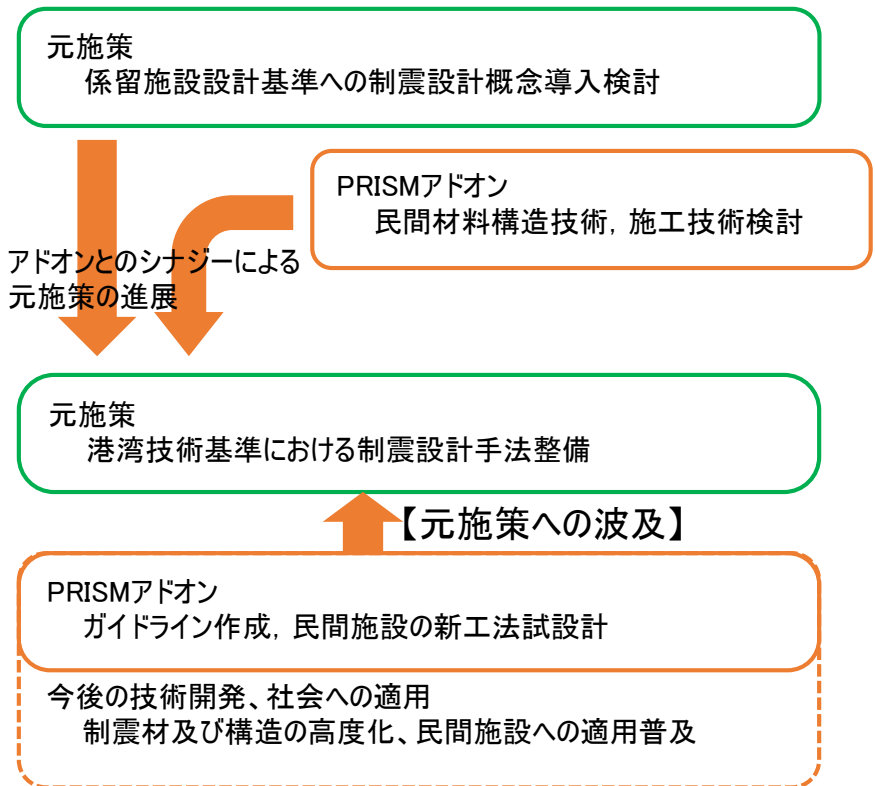 元施策
係留施設設計基準への制震設計概念導入検討
PRISMアドオン
民間材料構造技術，施工技術検討
アドオンとのシナジーによる
元施策の進展
元施策
港湾技術基準における制震設計手法整備
【元施策への波及】
PRISMアドオン
ガイドライン作成，民間施設の新工法試設計
今後の技術開発、社会への適用
制震材及び構造の高度化、民間施設への適用普及